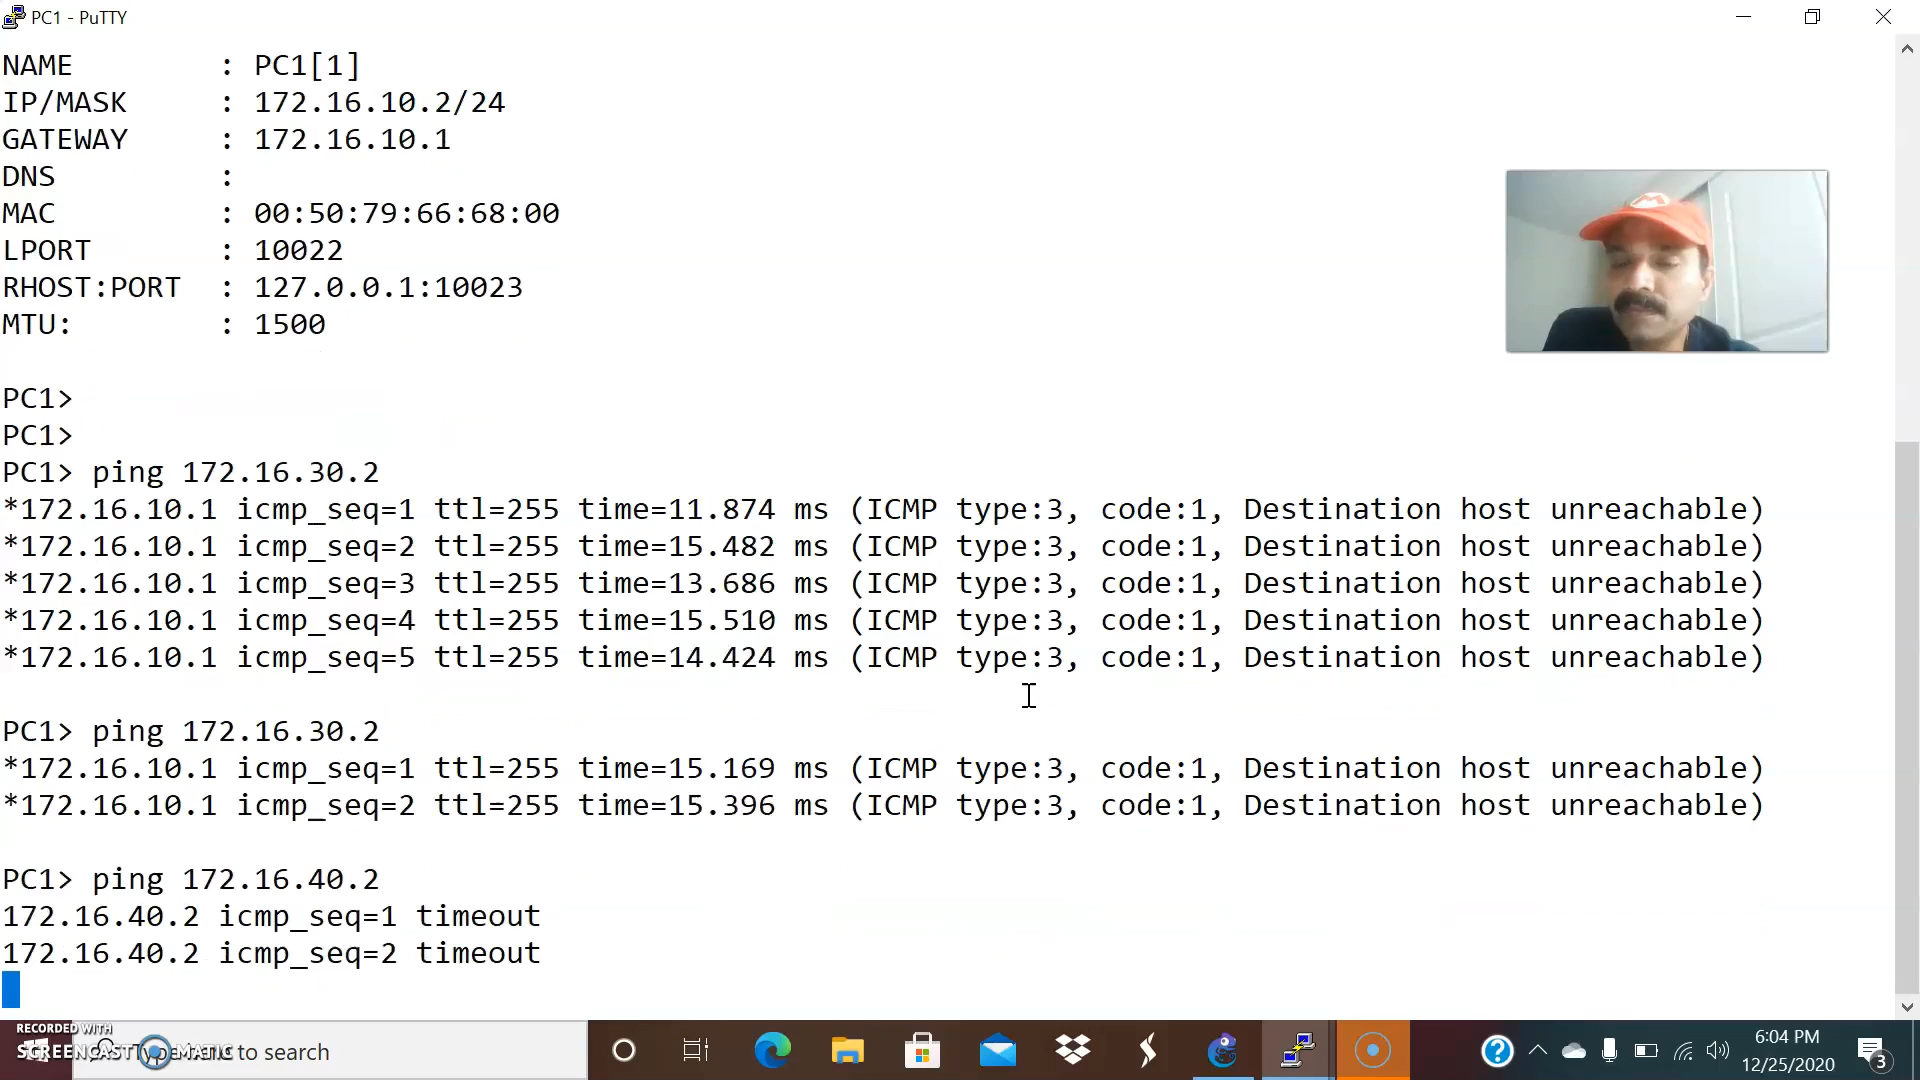 PC1 - PuTTY
NAME : PC1[1]
IP/MASK : 172.16.10.2/24
GATEWAY : 172.16.10.1
DNS :
MAC : 00:50:79:66:68:00
LPORT : 10022
RHOST:PORT : 127.0.0.1:10023
MTU: : 1500
PC1>
PC1>
PC1> ping 172.16.30.2
*172.16.10.1 icmp_seq=1 ttl=255 time=11.874 ms (ICMP type:3, code:1, Destination host unreachable)
*172.16.10.1 icmp_seq=2 ttl=255 time=15.482 ms (ICMP type:3, code:1, Destination host unreachable)
*172.16.10.1 icmp_seq=3 ttl=255 time=13.686 ms (ICMP type:3, code:1, Destination host unreachable)
*172.16.10.1 icmp_seq=4 ttl=255 time=15.510 ms (ICMP type:3, code:1, Destination host unreachable)
*172.16.10.1 icmp_seq=5 ttl=255 time=14.424 ms (ICMP type:3, code:1, Destination host unreachable)
PC1> ping 172.16.30.2
*172.16.10.1 icmp_seq=1 ttl=255 time=15.169 ms (ICMP type:3, code:1, Destination host unreachable)
*172.16.10.1 icmp_seq=2 ttl=255 time=15.396 ms (ICMP type:3, code:1, Destination host unreachable)
PC1> ping 172.16.40.2
172.16.40.2 icmp_seq=1 timeout
172.16.40.2 icmp_seq=2 timeout
M
RECORDED WITH
SCREENCAST MATIC
to search
6:04 PM
12/25/2020
3